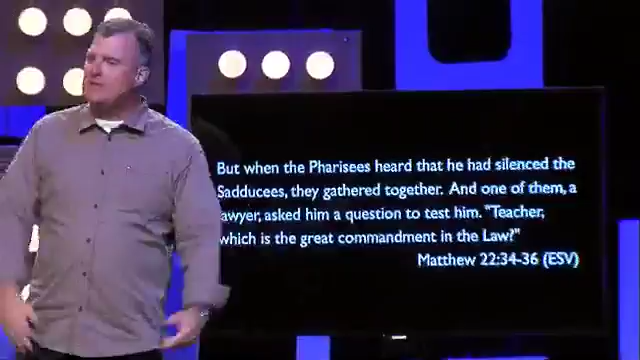 But when the Pharisees heard that he had silenced the
Sadducees, they gathered together. And one of them, a
lawyer, asked him a question to test him. "Teacher,
which is the great commandment in the Law?"
Matthew 22:34-36 (ESV)